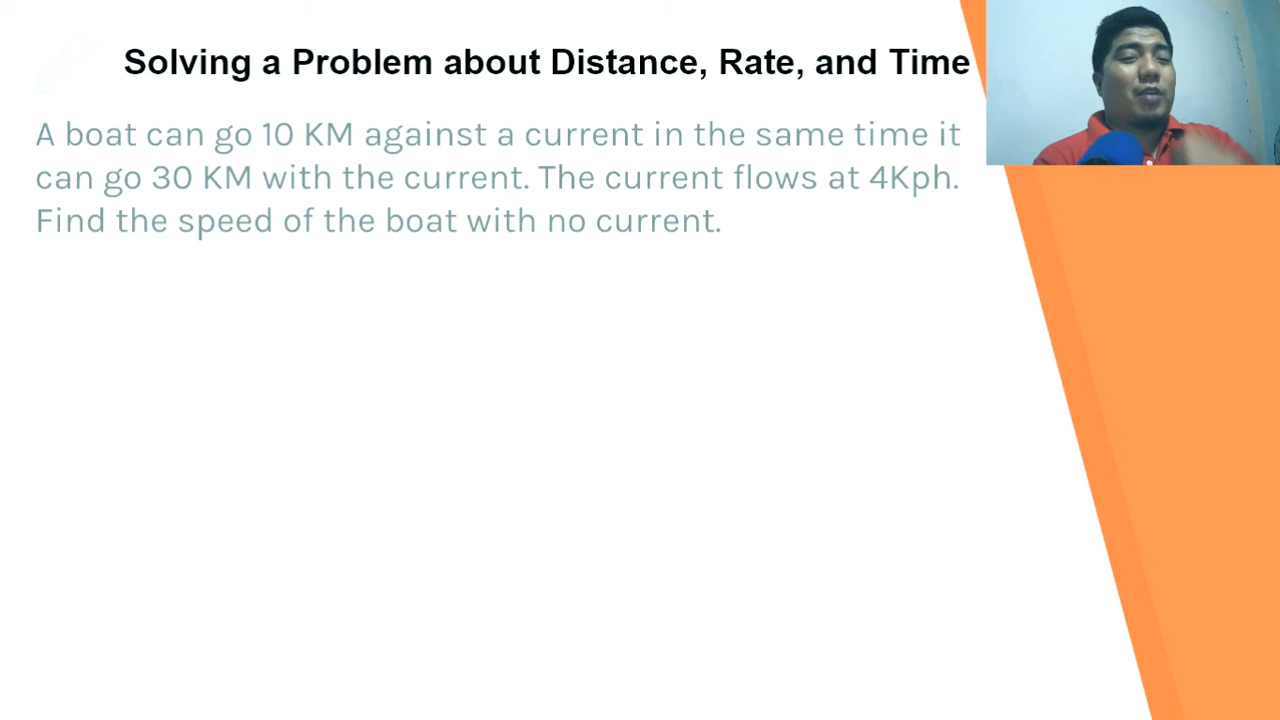 Solving a Problem about Distance, Rate, and Time
A boat can go 10 KM against a current in the same time it
can go 30 KM with the current. The current flows at 4Kph.
Find the speed of the boat with no current.